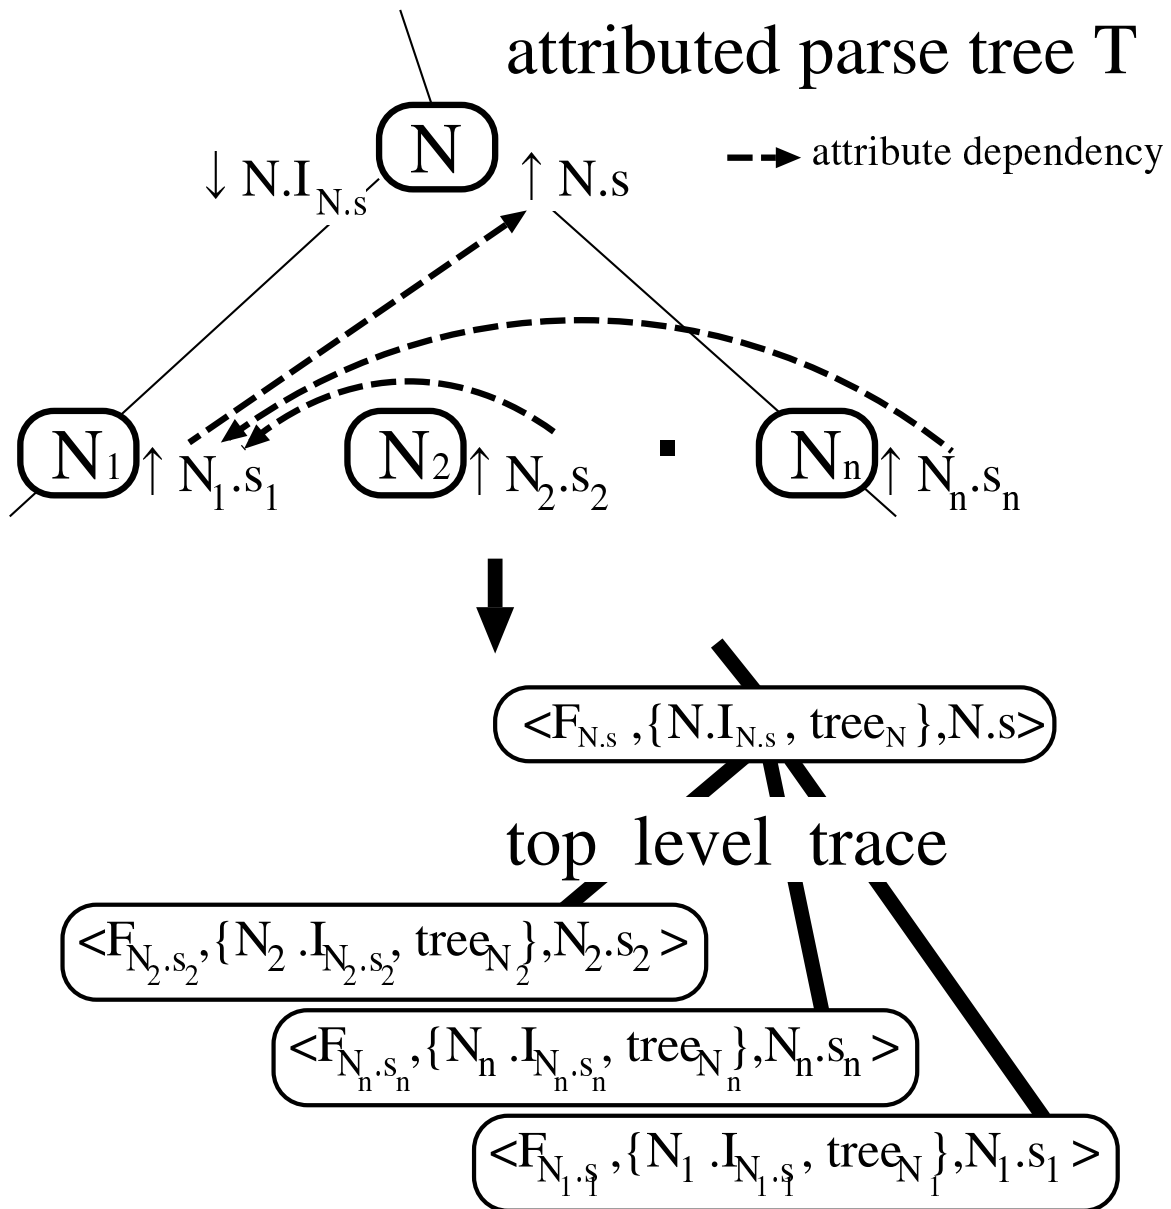 attributed parse tree T
N
attribute dependency
↓ N.I_N.s
↑ N.s
N1 ↑ N1.s1
N2 ↑ N2.s2
Nn ↑ Nn.sn
<F_N.s ,{N.I_N.s , tree_N },N.s>
top level trace
<F_N2.s2 ,{N2 .I_N2.s2 , tree_N2 },N2.s2 >
<F_Nn.sn ,{Nn .I_Nn.sn , tree_Nn },Nn.sn >
<F_N1.s1 ,{N1 .I_N1.s1 , tree_N1 },N1.s1 >